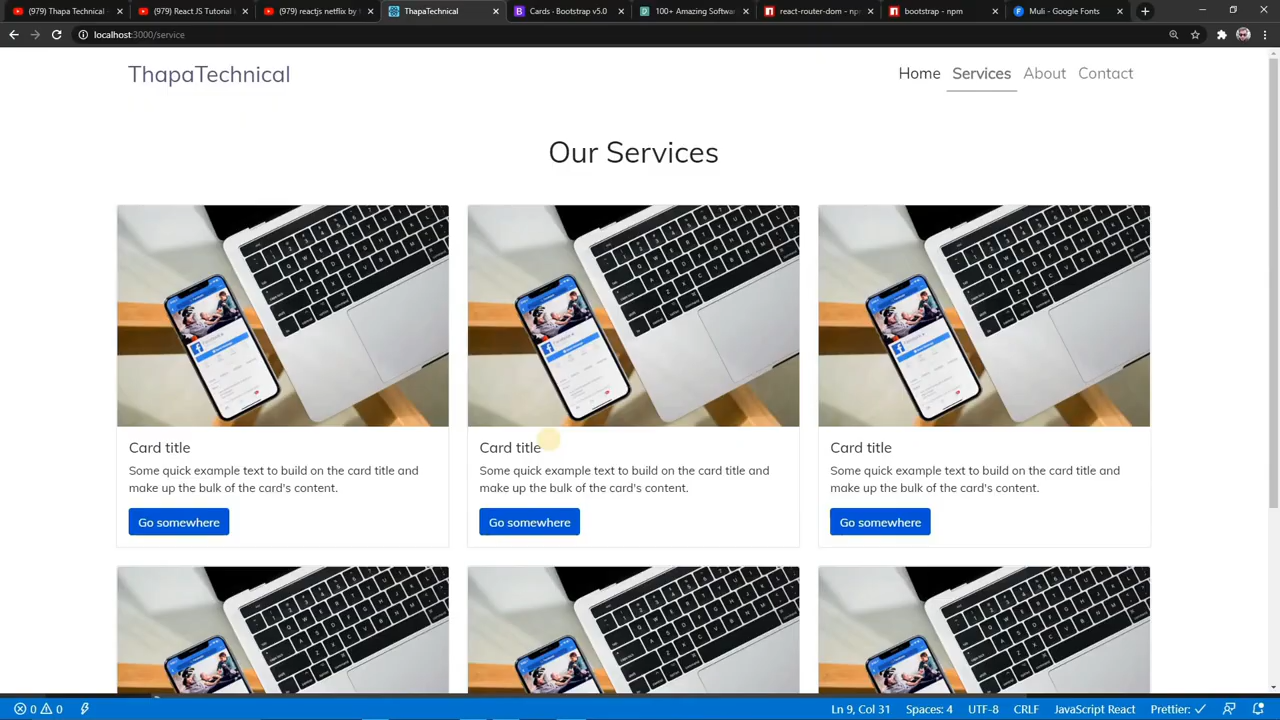 (979) Thapa Technical
(979) React JS Tutorial
(979) reactjs netflix by t
ThapaTechnical
Cards · Bootstrap v5.0
100+ Amazing Softwa
react-router-dom - np
bootstrap - npm
Muli - Google Fonts
localhost:3000/service
ThapaTechnical
Home
Services
About
Contact
Our Services
Card title
Some quick example text to build on the card title and
make up the bulk of the card's content.
Go somewhere
Card title
Some quick example text to build on the card title and
make up the bulk of the card's content.
Go somewhere
Card title
Some quick example text to build on the card title and
make up the bulk of the card's content.
Go somewhere
0 0
Ln 9, Col 31
Spaces: 4
UTF-8
CRLF
JavaScript React
Prettier: